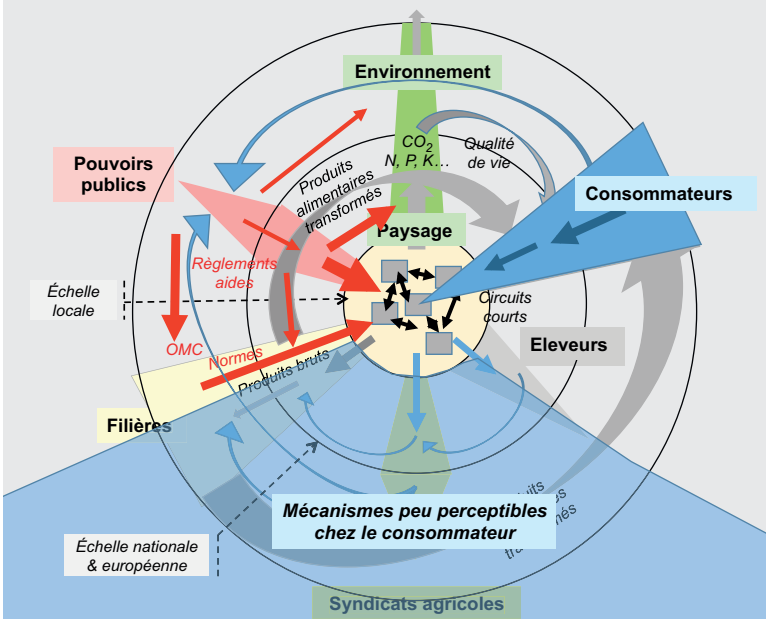 Environnement
CO2
N, P, K…
Qualité
de vie
Pouvoirs
publics
Produits
alimentaires
transformés
Consommateurs
Paysage
Règlements
aides
Échelle
locale
Circuits
courts
OMC
Normes
Eleveurs
Produits bruts
Filières
Mécanismes peu perceptibles
chez le consommateur
Échelle nationale
& européenne
Syndicats agricoles